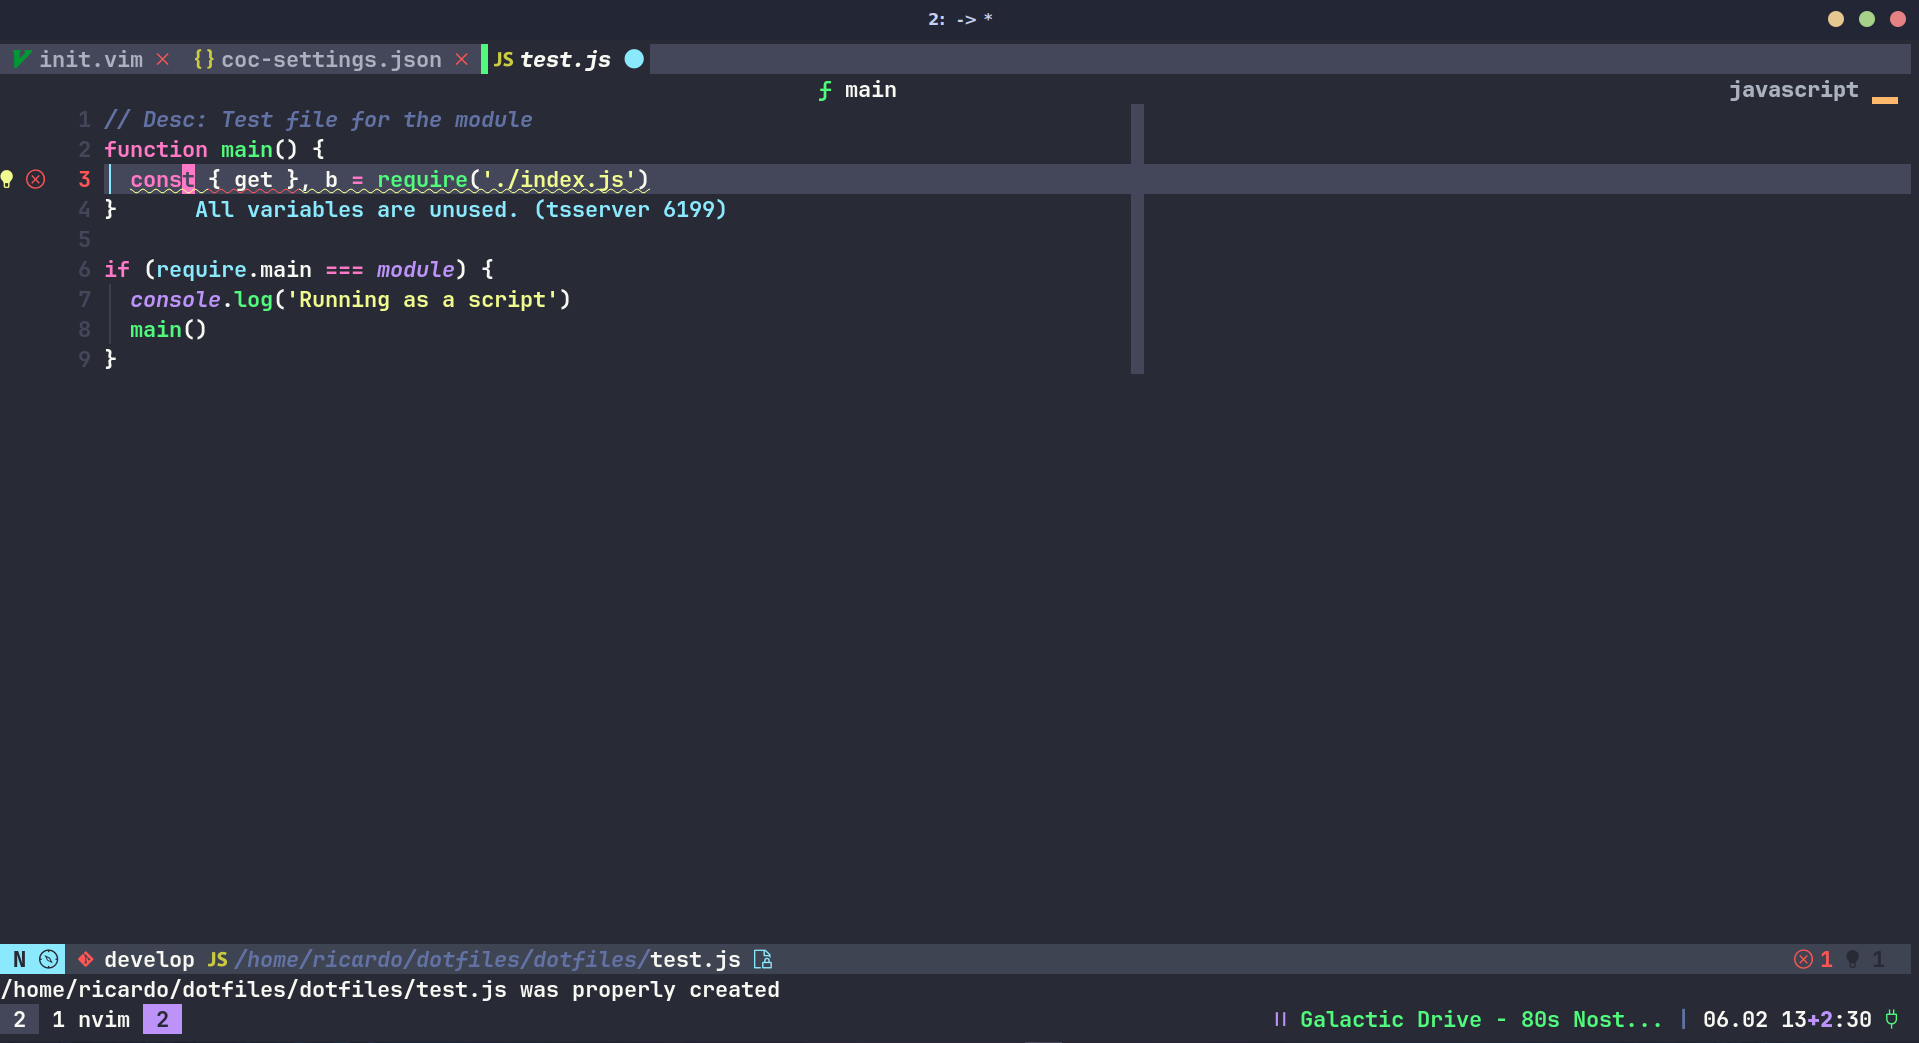 2: -> *
init.vim × {} coc-settings.json × JS test.js
ƒ main javascript
1 // Desc: Test file for the module
2 function main() {
3 const { get }, b = require('./index.js')
4 } All variables are unused. (tsserver 6199)
5
6 if (require.main === module) {
7 console.log('Running as a script')
8 main()
9 }
N develop JS /home/ricardo/dotfiles/dotfiles/test.js 1 1
/home/ricardo/dotfiles/dotfiles/test.js was properly created
2 1 nvim 2 Galactic Drive - 80s Nost... | 06.02 13+2:30